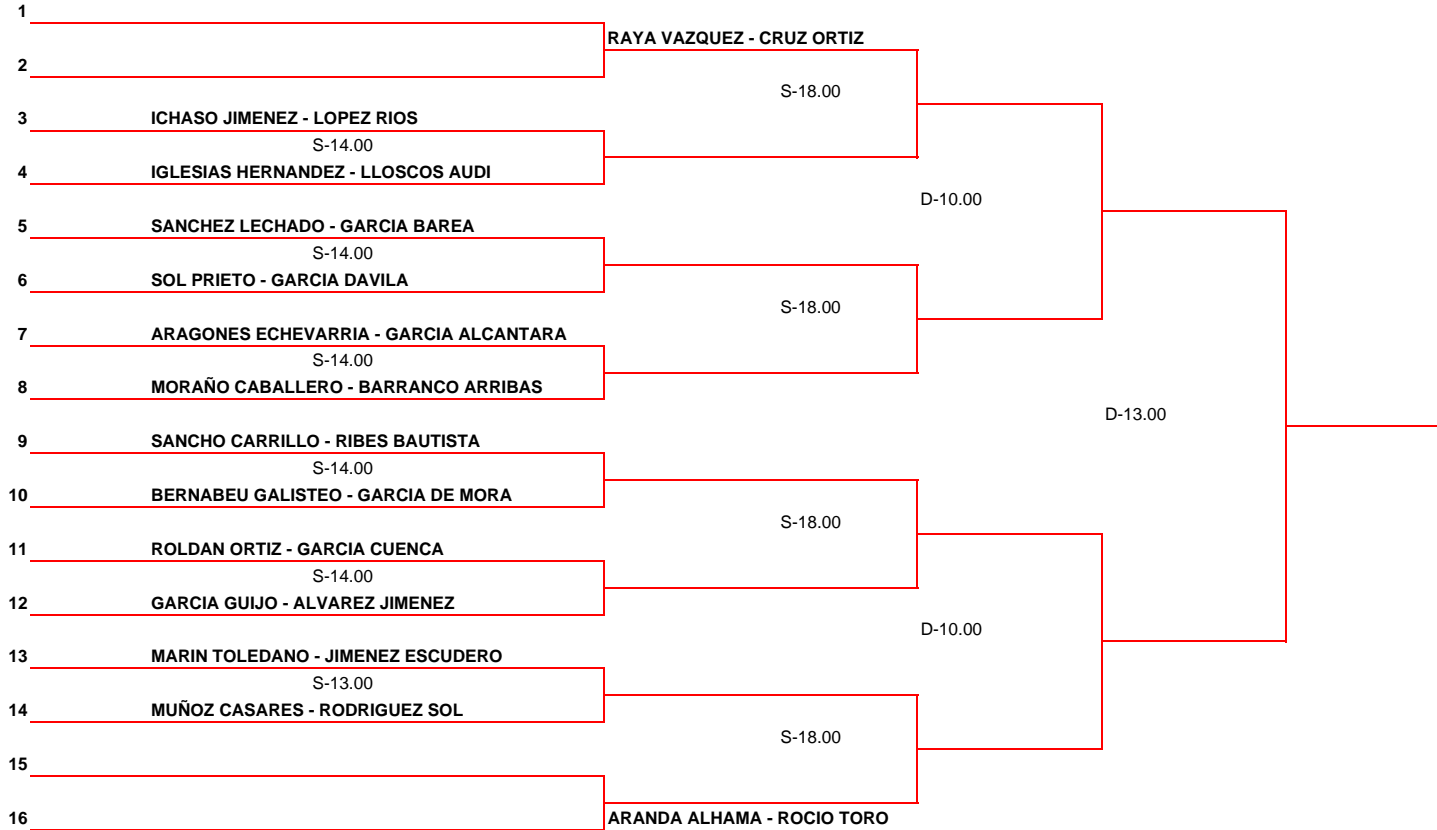 1
RAYA VAZQUEZ - CRUZ ORTIZ
2
S-18.00
3 ICHASO JIMENEZ - LOPEZ RIOS
S-14.00
4 IGLESIAS HERNANDEZ - LLOSCOS AUDI
D-10.00
5 SANCHEZ LECHADO - GARCIA BAREA
S-14.00
6 SOL PRIETO - GARCIA DAVILA
S-18.00
7 ARAGONES ECHEVARRIA - GARCIA ALCANTARA
S-14.00
8 MORAÑO CABALLERO - BARRANCO ARRIBAS
D-13.00
9 SANCHO CARRILLO - RIBES BAUTISTA
S-14.00
10 BERNABEU GALISTEO - GARCIA DE MORA
S-18.00
11 ROLDAN ORTIZ - GARCIA CUENCA
S-14.00
12 GARCIA GUIJO - ALVAREZ JIMENEZ
D-10.00
13 MARIN TOLEDANO - JIMENEZ ESCUDERO
S-13.00
14 MUÑOZ CASARES - RODRIGUEZ SOL
S-18.00
15
16 ARANDA ALHAMA - ROCIO TORO